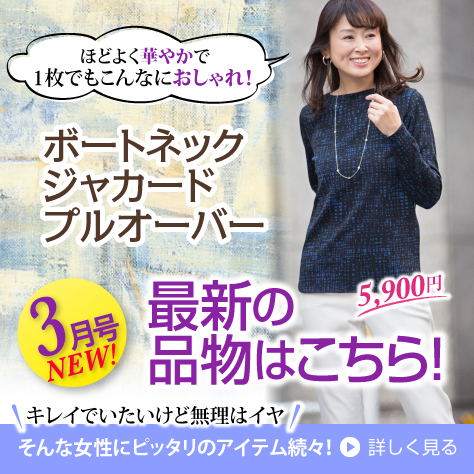 ほどよく華やかで
1枚でもこんなにおしゃれ!
ボートネック
ジャカード
プルオーバー
5,900円
3月号
NEW!
最新の
品物はこちら!
キレイでいたいけど無理はイヤ
そんな女性にピッタリのアイテム続々! 詳しく見る